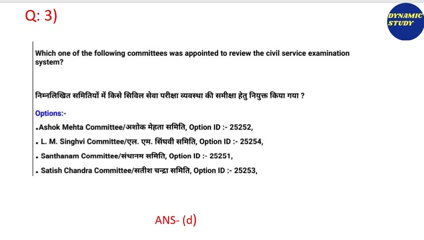 Q: 3)
DYNAMIC
STUDY
Which one of the following committees was appointed to review the civil service examination
system?
निम्नलिखित समितियों में किसे सिविल सेवा परीक्षा व्यवस्था की समीक्षा हेतु नियुक्त किया गया ?
Options:-
•Ashok Mehta Committee/अशोक मेहता समिति, Option ID :- 25252,
• L. M. Singhvi Committee/एल. एम. सिंघवी समिति, Option ID :- 25254,
• Santhanam Committee/संथानम समिति, Option ID :- 25251,
• Satish Chandra Committee/सतीश चन्द्रा समिति, Option ID :- 25253,
ANS- (d)